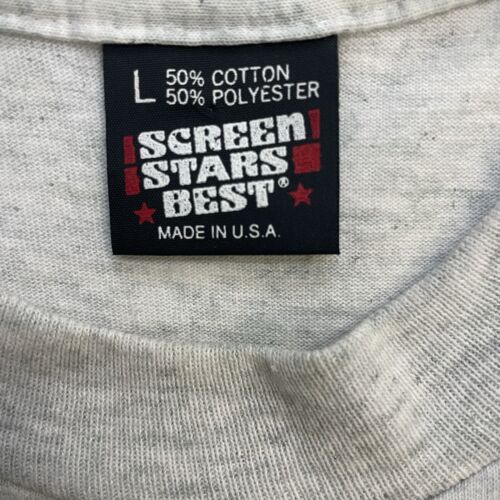 L 50% COTTON
50% POLYESTER
SCREEN
STARS
BEST®
MADE IN U.S.A.